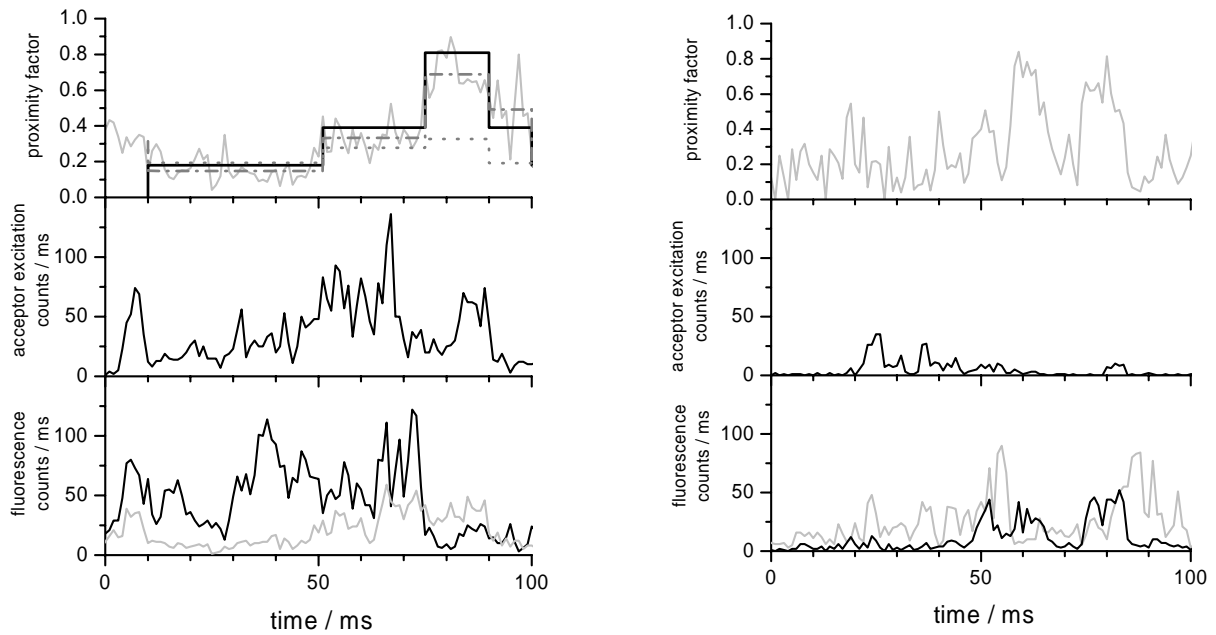 proximity factor
1.0
0.8
0.6
0.4
0.2
0.0
acceptor excitation
counts / ms
100
50
0
fluorescence
counts / ms
100
50
0
0 50 100
time / ms
proximity factor
1.0
0.8
0.6
0.4
0.2
0.0
acceptor excitation
counts / ms
100
50
0
fluorescence
counts / ms
100
50
0
0 50 100
time / ms